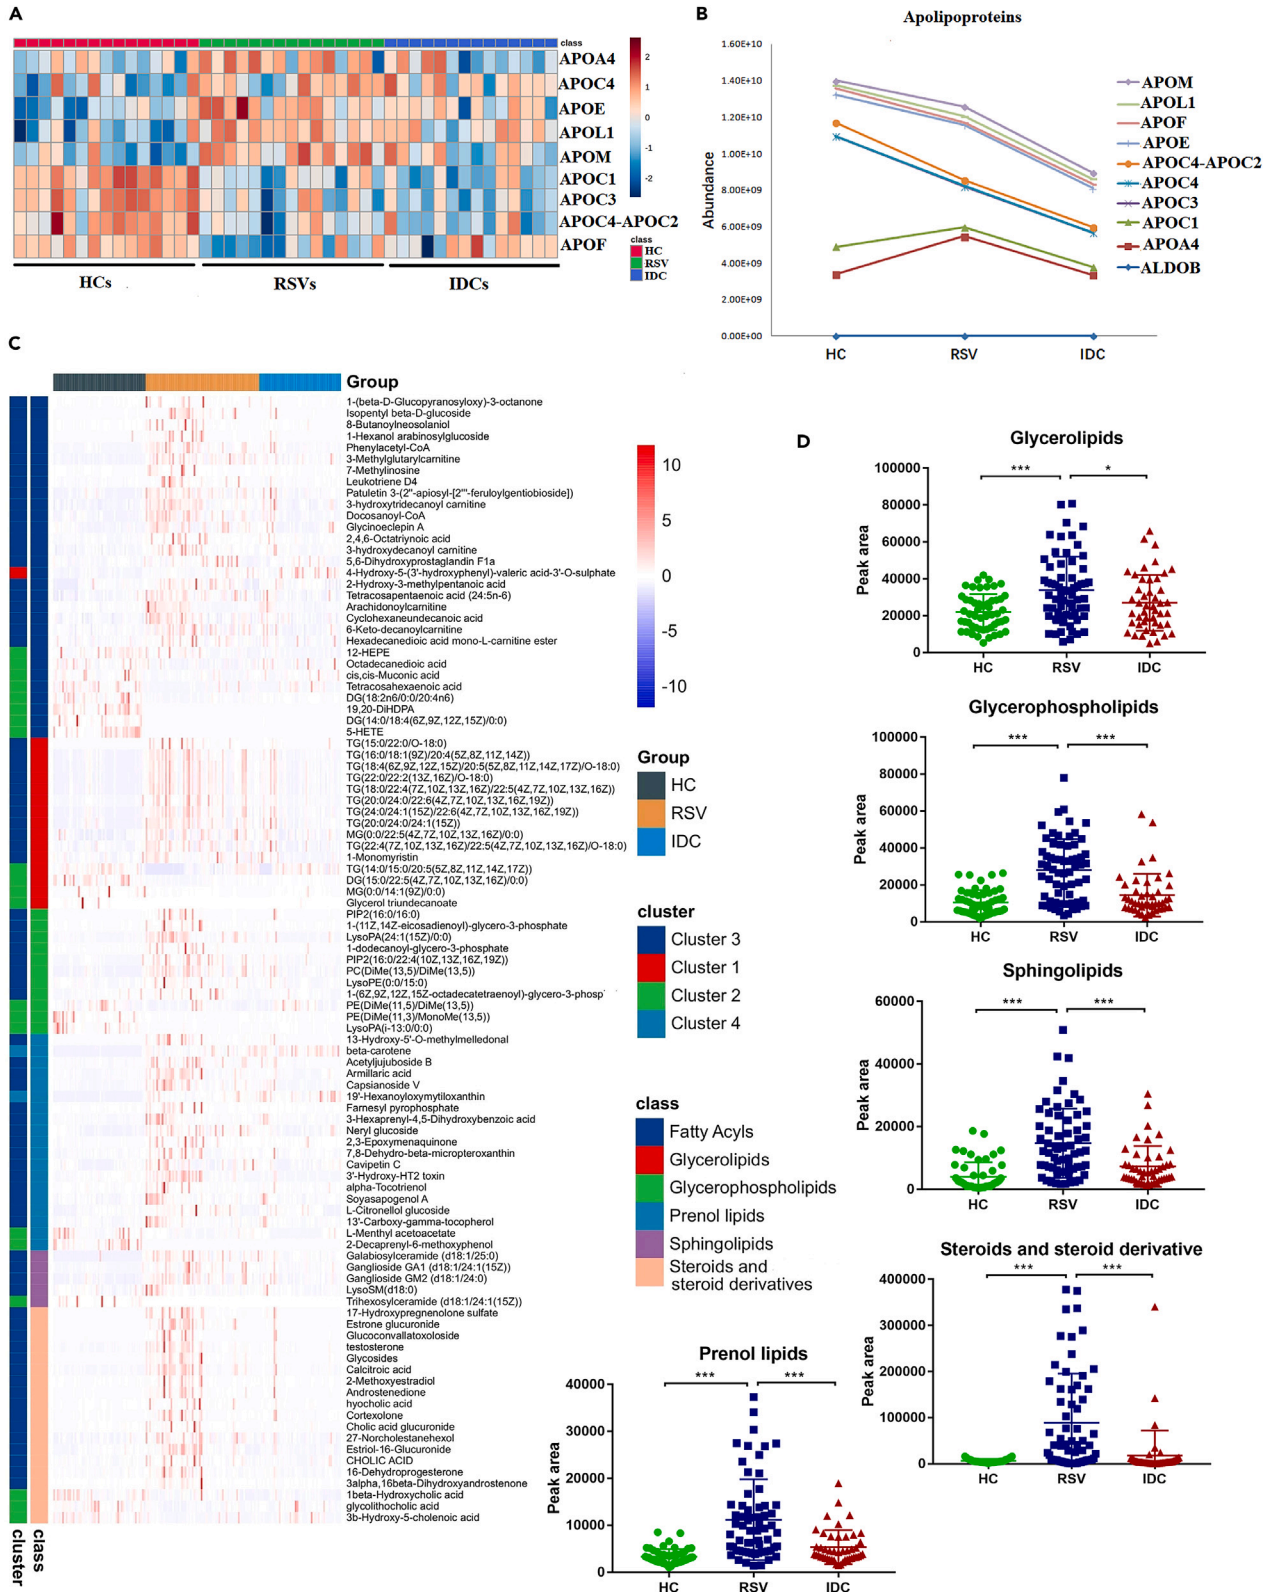 A
class
APOA4
APOC4
APOE
APOL1
APOM
APOC1
APOC3
APOC4-APOC2
APOF
2
1
0
-1
-2
class
HC
RSV
IDC
HCs
RSVs
IDCs
B
Apolipoproteins
Abundance
1.60E+10
1.40E+10
1.20E+10
1.00E+10
8.00E+09
6.00E+09
4.00E+09
2.00E+09
0.00E+00
HC
RSV
IDC
APOM
APOL1
APOF
APOE
APOC4-APOC2
APOC4
APOC3
APOC1
APOA4
ALDOB
C
Group
1-(beta-D-Glucopyranosyloxy)-3-octanone
Isopentyl beta-D-glucoside
8-Butanoylneosolaniol
1-Hexanol arabinosylglucoside
Phenylacetyl-CoA
3-Methylglutarylcarnitine
7-Methylinosine
Leukotriene D4
Patuletin 3-(2"-apiosyl-[2"'-feruloylgentiobioside])
3-hydroxytridecanoyl carnitine
Docosanoyl-CoA
Glycinoeclepin A
2,4,6-Octatriynoic acid
3-hydroxydecanoyl carnitine
5,6-Dihydroxyprostaglandin F1a
4-Hydroxy-5-(3'-hydroxyphenyl)-valeric acid-3'-O-sulphate
2-Hydroxy-3-methylpentanoic acid
Tetracosapentaenoic acid (24:5n-6)
Arachidonoylcarnitine
Cyclohexaneundecanoic acid
6-Keto-decanoylcarnitine
Hexadecanedioic acid mono-L-carnitine ester
12-HEPE
Octadecanedioic acid
cis,cis-Muconic acid
Tetracosahexaenoic acid
DG(18:2n6/0:0/20:4n6)
19,20-DiHDPA
DG(14:0/18:4(6Z,9Z,12Z,15Z)/0:0)
5-HETE
TG(15:0/22:0/O-18:0)
TG(16:0/18:1(9Z)/20:4(5Z,8Z,11Z,14Z))
TG(18:4(6Z,9Z,12Z,15Z)/20:5(5Z,8Z,11Z,14Z,17Z)/O-18:0)
TG(22:0/22:2(13Z,16Z)/O-18:0)
TG(18:0/22:4(7Z,10Z,13Z,16Z)/22:5(4Z,7Z,10Z,13Z,16Z))
TG(20:0/24:0/22:6(4Z,7Z,10Z,13Z,16Z,19Z))
TG(24:0/24:1(15Z)/22:6(4Z,7Z,10Z,13Z,16Z,19Z))
TG(20:0/24:0/24:1(15Z))
MG(0:0/22:5(4Z,7Z,10Z,13Z,16Z)/0:0)
TG(22:4(7Z,10Z,13Z,16Z)/22:5(4Z,7Z,10Z,13Z,16Z)/O-18:0)
1-Monomyristin
TG(14:0/15:0/20:5(5Z,8Z,11Z,14Z,17Z))
DG(15:0/22:5(4Z,7Z,10Z,13Z,16Z)/0:0)
MG(0:0/14:1(9Z)/0:0)
Glycerol triundecanoate
PIP2(16:0/16:0)
1-(11Z,14Z-eicosadienoyl)-glycero-3-phosphate
LysoPA(24:1(15Z)/0:0)
1-dodecanoyl-glycero-3-phosphate
PIP2(16:0/22:4(10Z,13Z,16Z,19Z))
PC(DiMe(13,5)/DiMe(13,5))
LysoPE(0:0/15:0)
1-(6Z,9Z,12Z,15Z-octadecatetraenoyl)-glycero-3-phosp
PE(DiMe(11,5)/DiMe(13,5))
PE(DiMe(11,3)/MonoMe(13,5))
LysoPA(i-13:0/0:0)
13-Hydroxy-5'-O-methylmelledonal
beta-carotene
Acetyljujuboside B
Armillaric acid
Capsianoside V
19'-Hexanoyloxymytiloxanthin
Farnesyl pyrophosphate
3-Hexaprenyl-4,5-Dihydroxybenzoic acid
Neryl glucoside
2,3-Epoxymenaquinone
7,8-Dehydro-beta-micropteroxanthin
Cavipetin C
3'-Hydroxy-HT2 toxin
alpha-Tocotrienol
Soyasapogenol A
L-Citronellol glucoside
13'-Carboxy-gamma-tocopherol
L-Menthyl acetoacetate
2-Decaprenyl-6-methoxyphenol
Galabiosylceramide (d18:1/25:0)
Ganglioside GA1 (d18:1/24:1(15Z))
Ganglioside GM2 (d18:1/24:0)
LysoSM(d18:0)
Trihexosylceramide (d18:1/24:1(15Z))
17-Hydroxypregnenolone sulfate
Estrone glucuronide
Glucoconvallatoxoloside
testosterone
Glycosides
Calcitroic acid
2-Methoxyestradiol
Androstenedione
hyocholic acid
Cortexolone
Cholic acid glucuronide
27-Norcholestanehexol
Estriol-16-Glucuronide
CHOLIC ACID
16-Dehydroprogesterone
3alpha,16beta-Dihydroxyandrostenone
1beta-Hydroxycholic acid
glycolithocholic acid
3b-Hydroxy-5-cholenoic acid
cluster
class
10
5
0
-5
-10
Group
HC
RSV
IDC
cluster
Cluster 3
Cluster 1
Cluster 2
Cluster 4
class
Fatty Acyls
Glycerolipids
Glycerophospholipids
Prenol lipids
Sphingolipids
Steroids and
steroid derivatives
D
Glycerolipids
Peak area
100000
80000
60000
40000
20000
0
***
*
HC
RSV
IDC
Glycerophospholipids
Peak area
100000
80000
60000
40000
20000
0
***
***
HC
RSV
IDC
Sphingolipids
Peak area
60000
40000
20000
0
***
***
HC
RSV
IDC
Steroids and steroid derivative
Peak area
400000
300000
200000
100000
0
***
***
HC
RSV
IDC
Prenol lipids
Peak area
40000
30000
20000
10000
0
***
***
HC
RSV
IDC